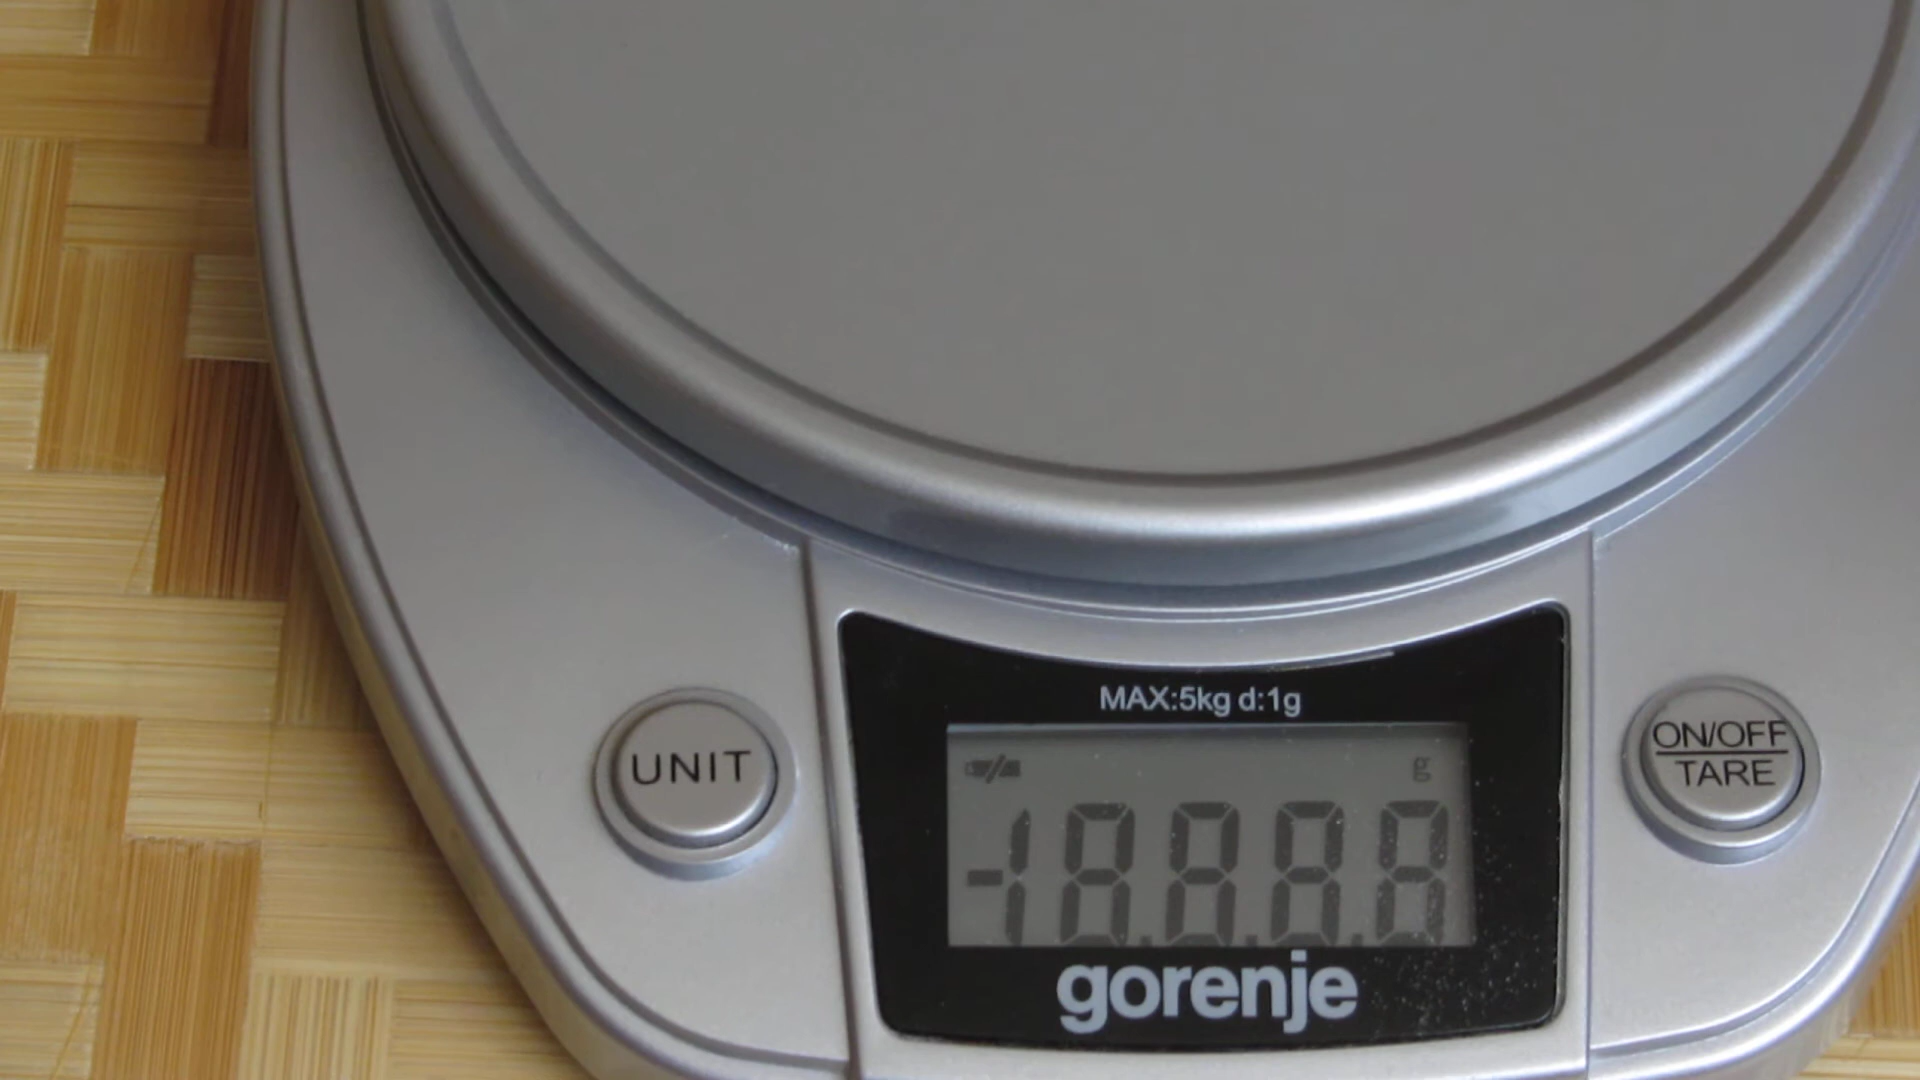 MAX:5kg d:1g
UNIT
ON/OFF
TARE
g
-18.8.8.8
gorenje